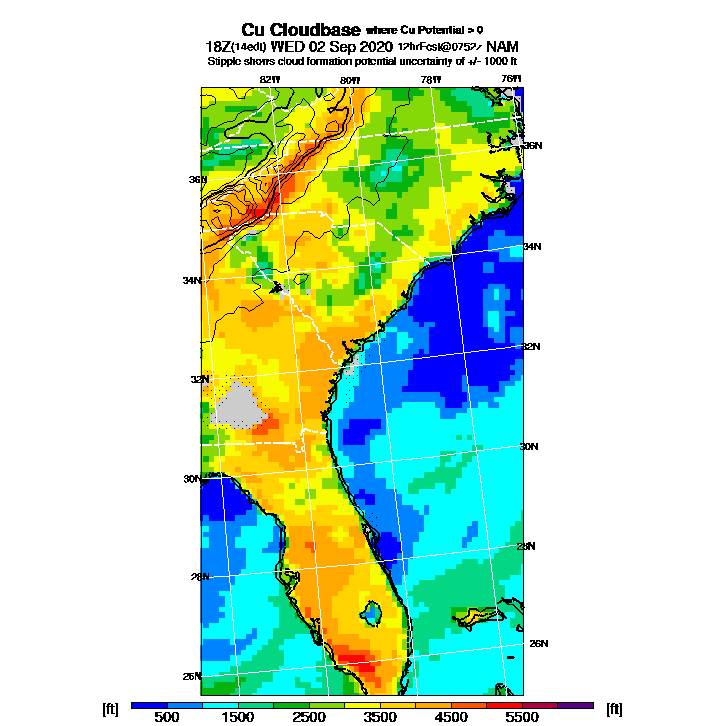 Cu Cloudbase where Cu Potential > 0
18Z(14edt) WED 02 Sep 2020 12hrFcst@0752z NAM
Stipple shows cloud formation potential uncertainty of +/- 1000 ft
82W 80W 78W 76W
36N
36N
34N
34N
32N
32N
30N
30N
28N
28N
26N
26N
[ft] 500 1500 2500 3500 4500 5500 [ft]